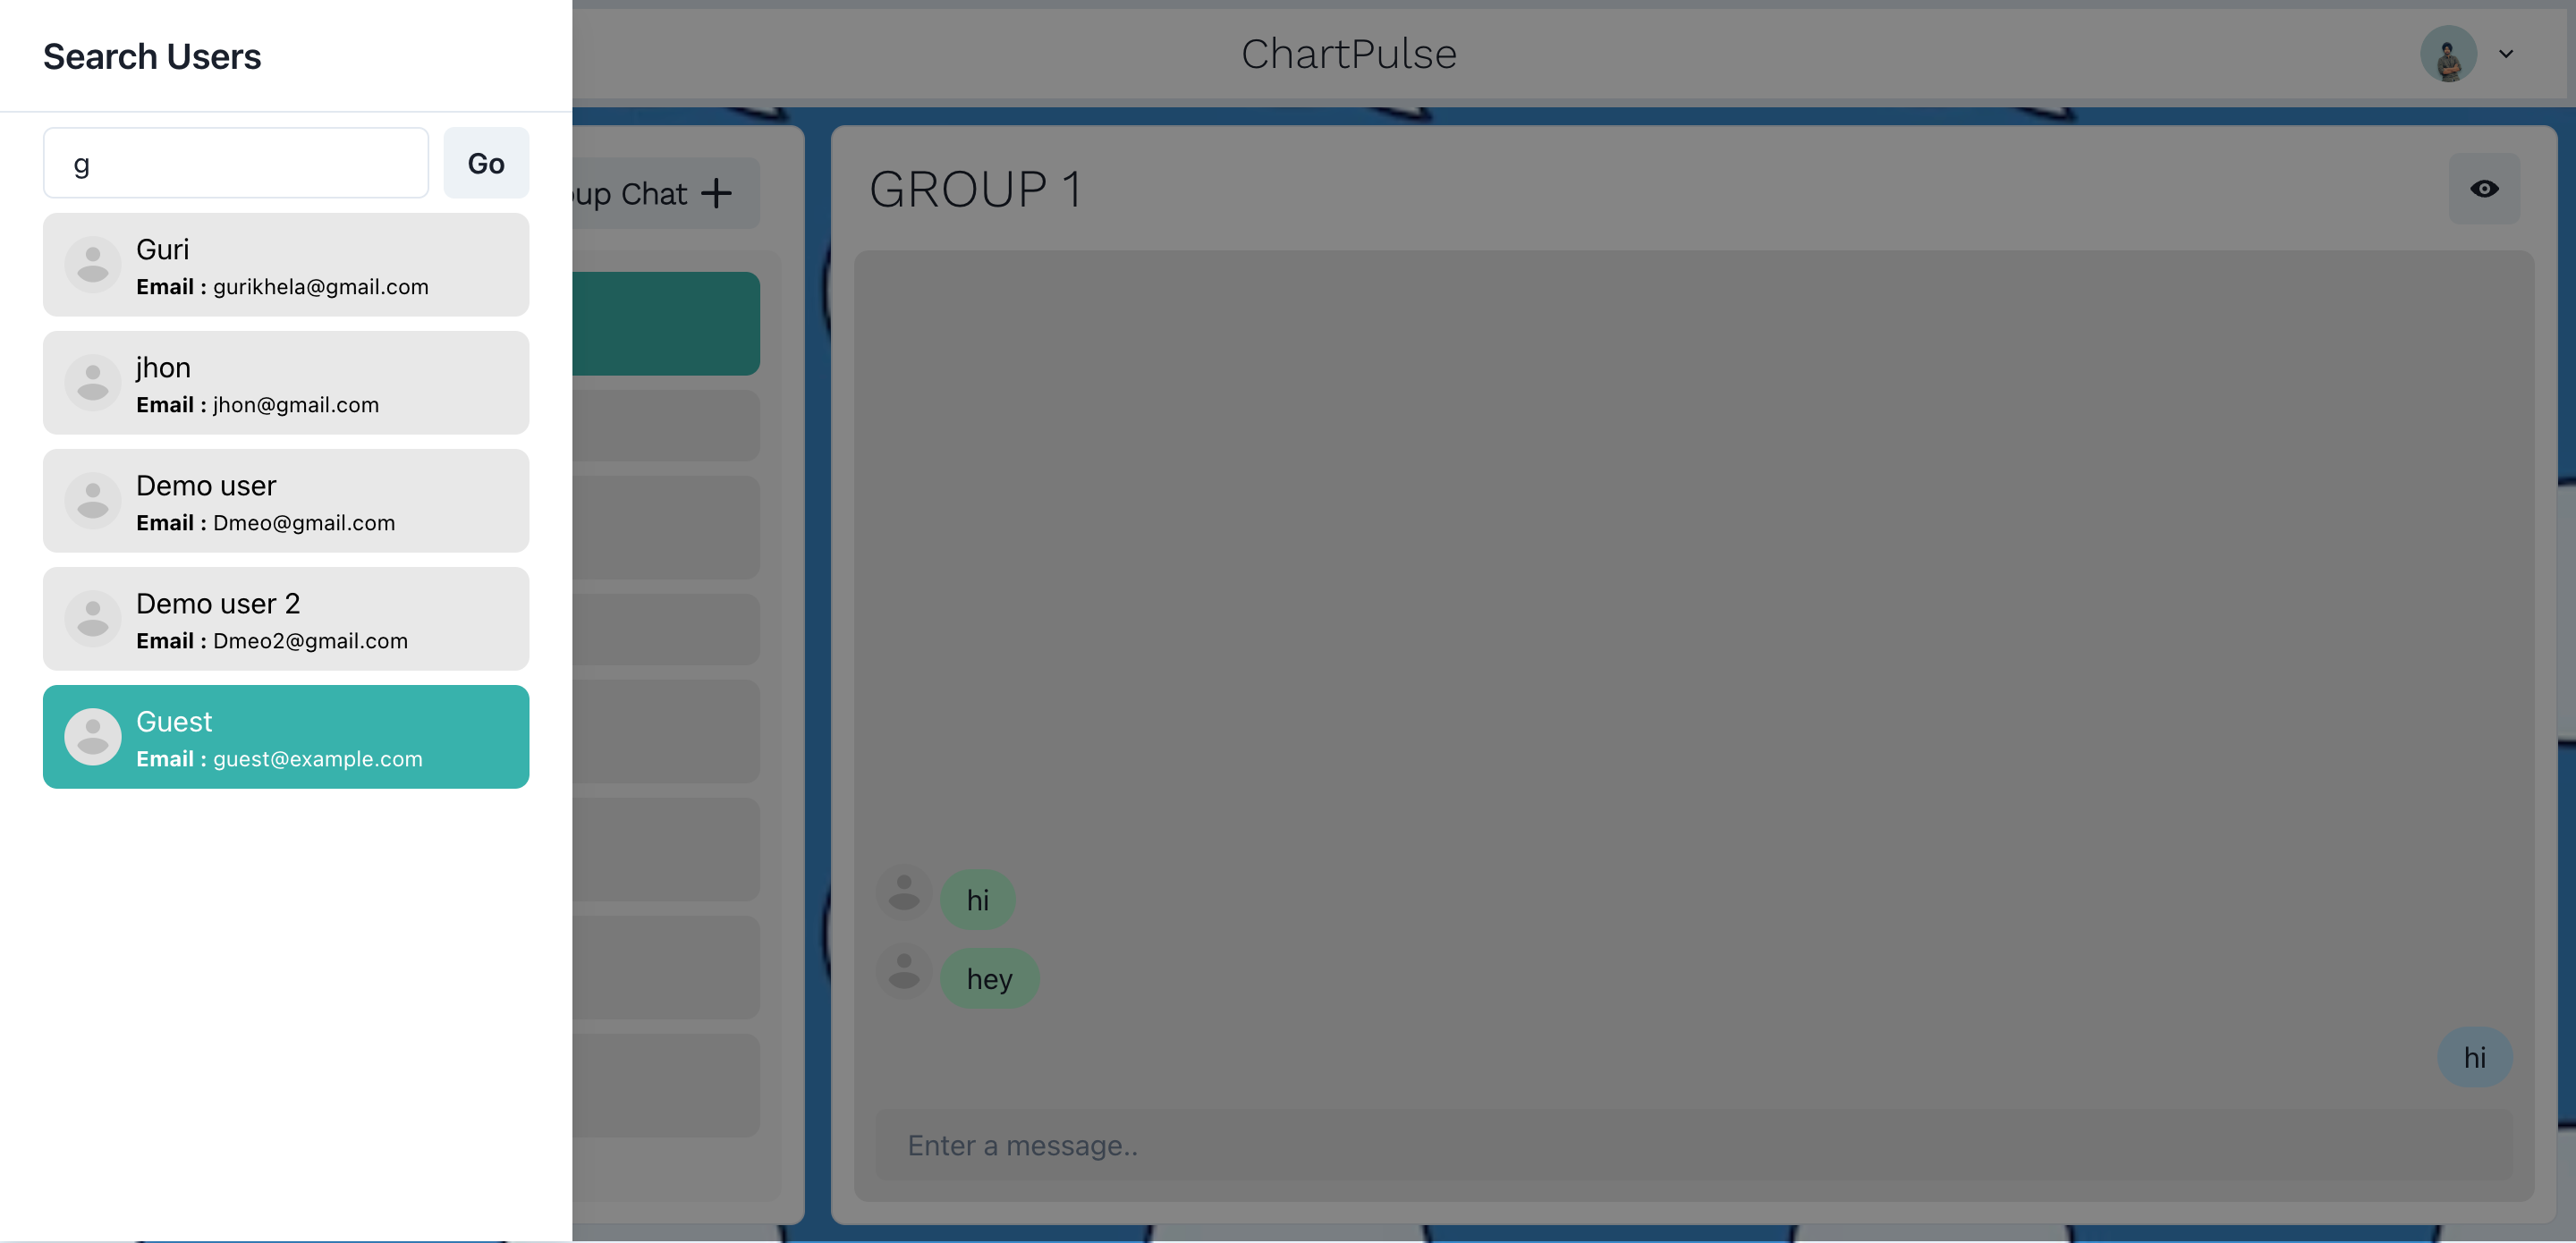 Search Users
g
Go
Guri
Email : gurikhela@gmail.com
jhon
Email : jhon@gmail.com
Demo user
Email : Dmeo@gmail.com
Demo user 2
Email : Dmeo2@gmail.com
Guest
Email : guest@example.com
ChartPulse
Chat +
GROUP 1
hi
hey
hi
Enter a message..